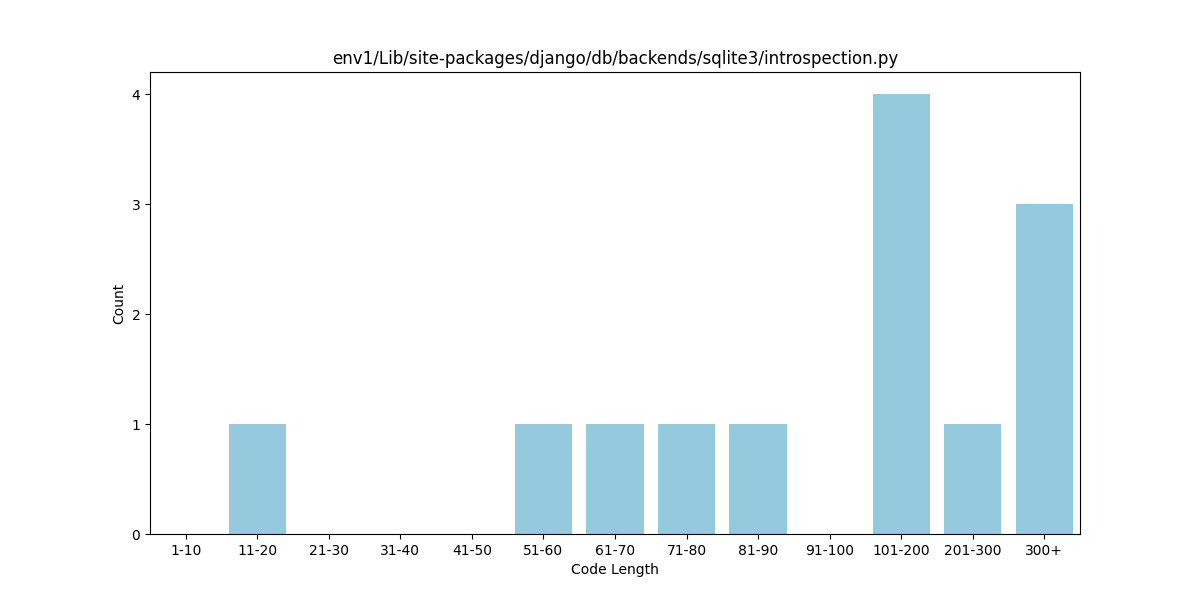 env1/Lib/site-packages/django/db/backends/sqlite3/introspection.py
4
3
2
1
0
Count
1-10 11-20 21-30 31-40 41-50 51-60 61-70 71-80 81-90 91-100 101-200 201-300 300+
Code Length